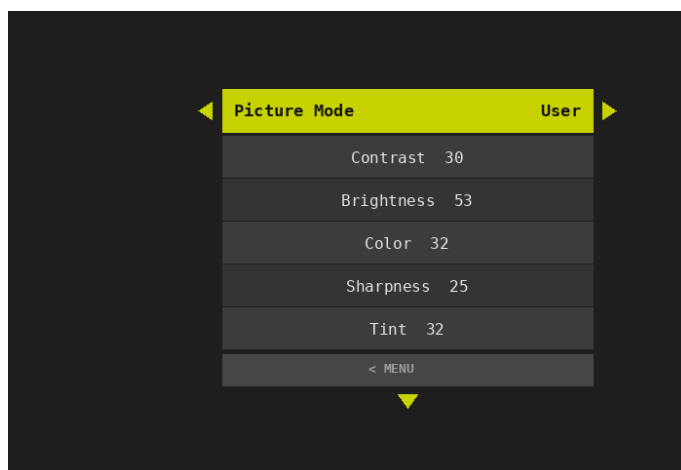 Picture Mode User
Contrast 30
Brightness 53
Color 32
Sharpness 25
Tint 32
< MENU